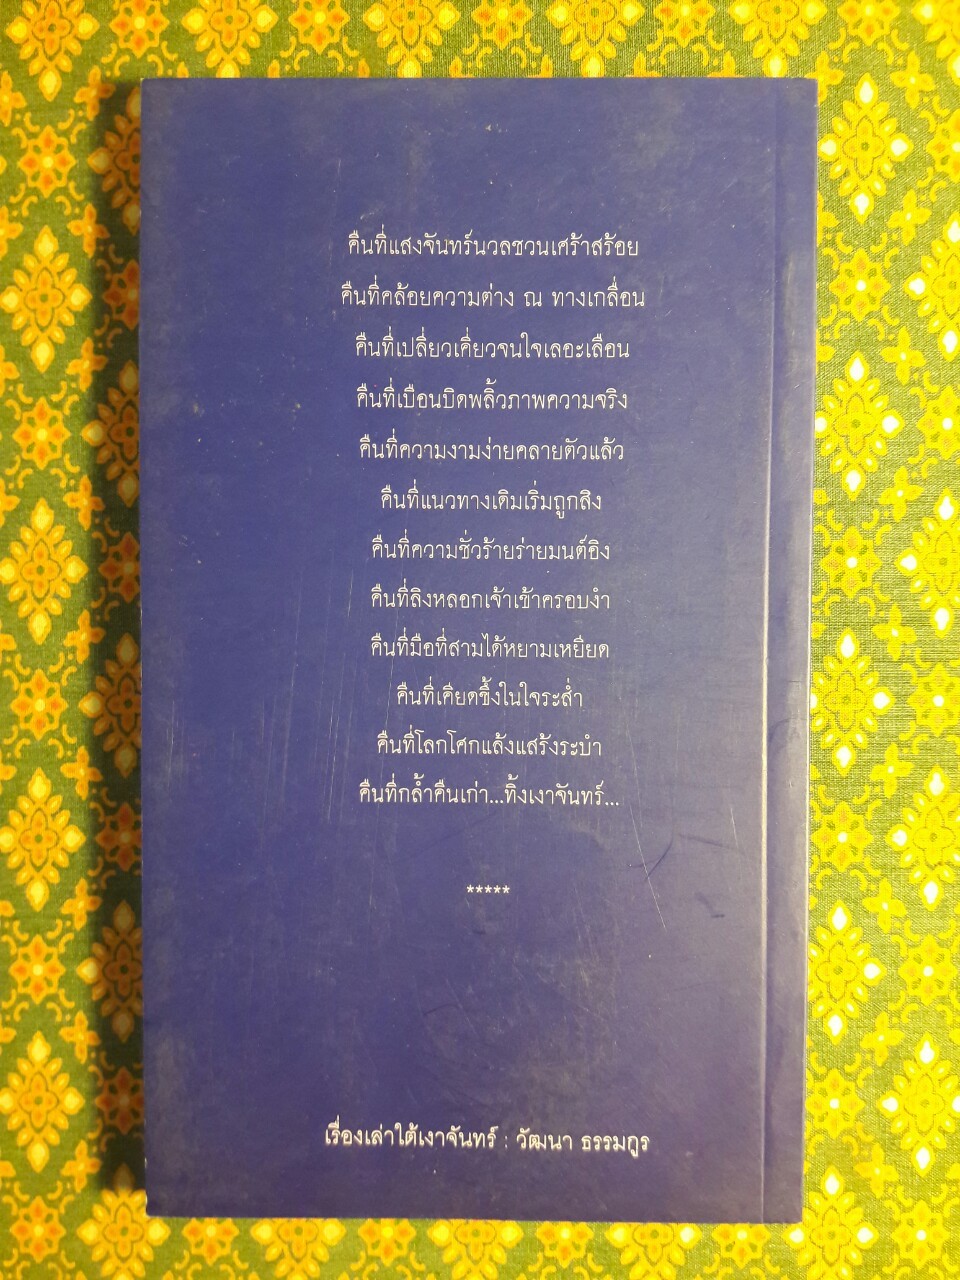 คืนที่แสงจันทร์นวลชวนเศร้าสร้อย
คืนที่คล้อยความต่าง ณ ทางเกลื่อน
คืนที่เปลี่ยวเคี่ยวจนใจเลอะเลือน
คืนที่เบือนบิดพลิ้วภาพความจริง
คืนที่ความงามง่ายคลายตัวแล้ว
คืนที่แนวทางเดิมเริ่มถูกสิง
คืนที่ความชั่วร้ายร่ายมนต์อิง
คืนที่ลิงหลอกเจ้าเข้าครอบงำ
คืนที่มือที่สามได้หยามเหยียด
คืนที่เคียดขึ้งในใจระส่ำ
คืนที่โลกโศกแล้งแสร้งระบำ
คืนที่กล้ำคืนเก่า...ทิ้งเงาจันทร์...
*****
เรื่องเล่าใต้เงาจันทร์ : วัฒนา ธรรมกูร